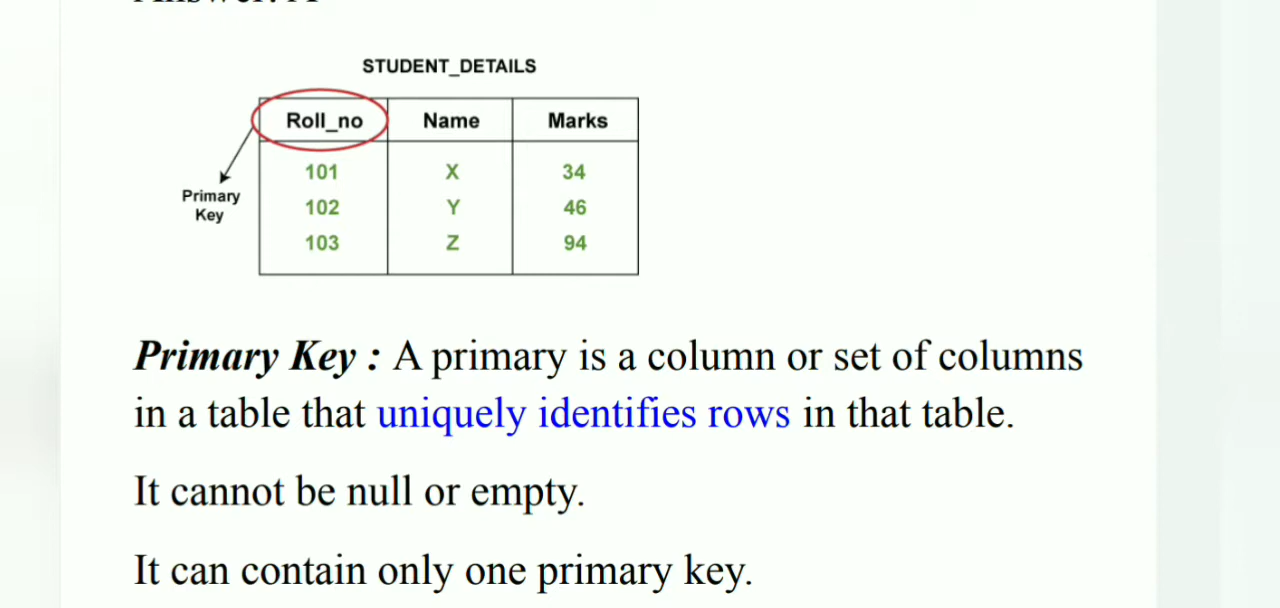 STUDENT_DETAILS
Roll_no Name Marks
101 X 34
Primary
Key
102 Y 46
103 Z 94
Primary Key : A primary is a column or set of columns
in a table that uniquely identifies rows in that table.
It cannot be null or empty.
It can contain only one primary key.